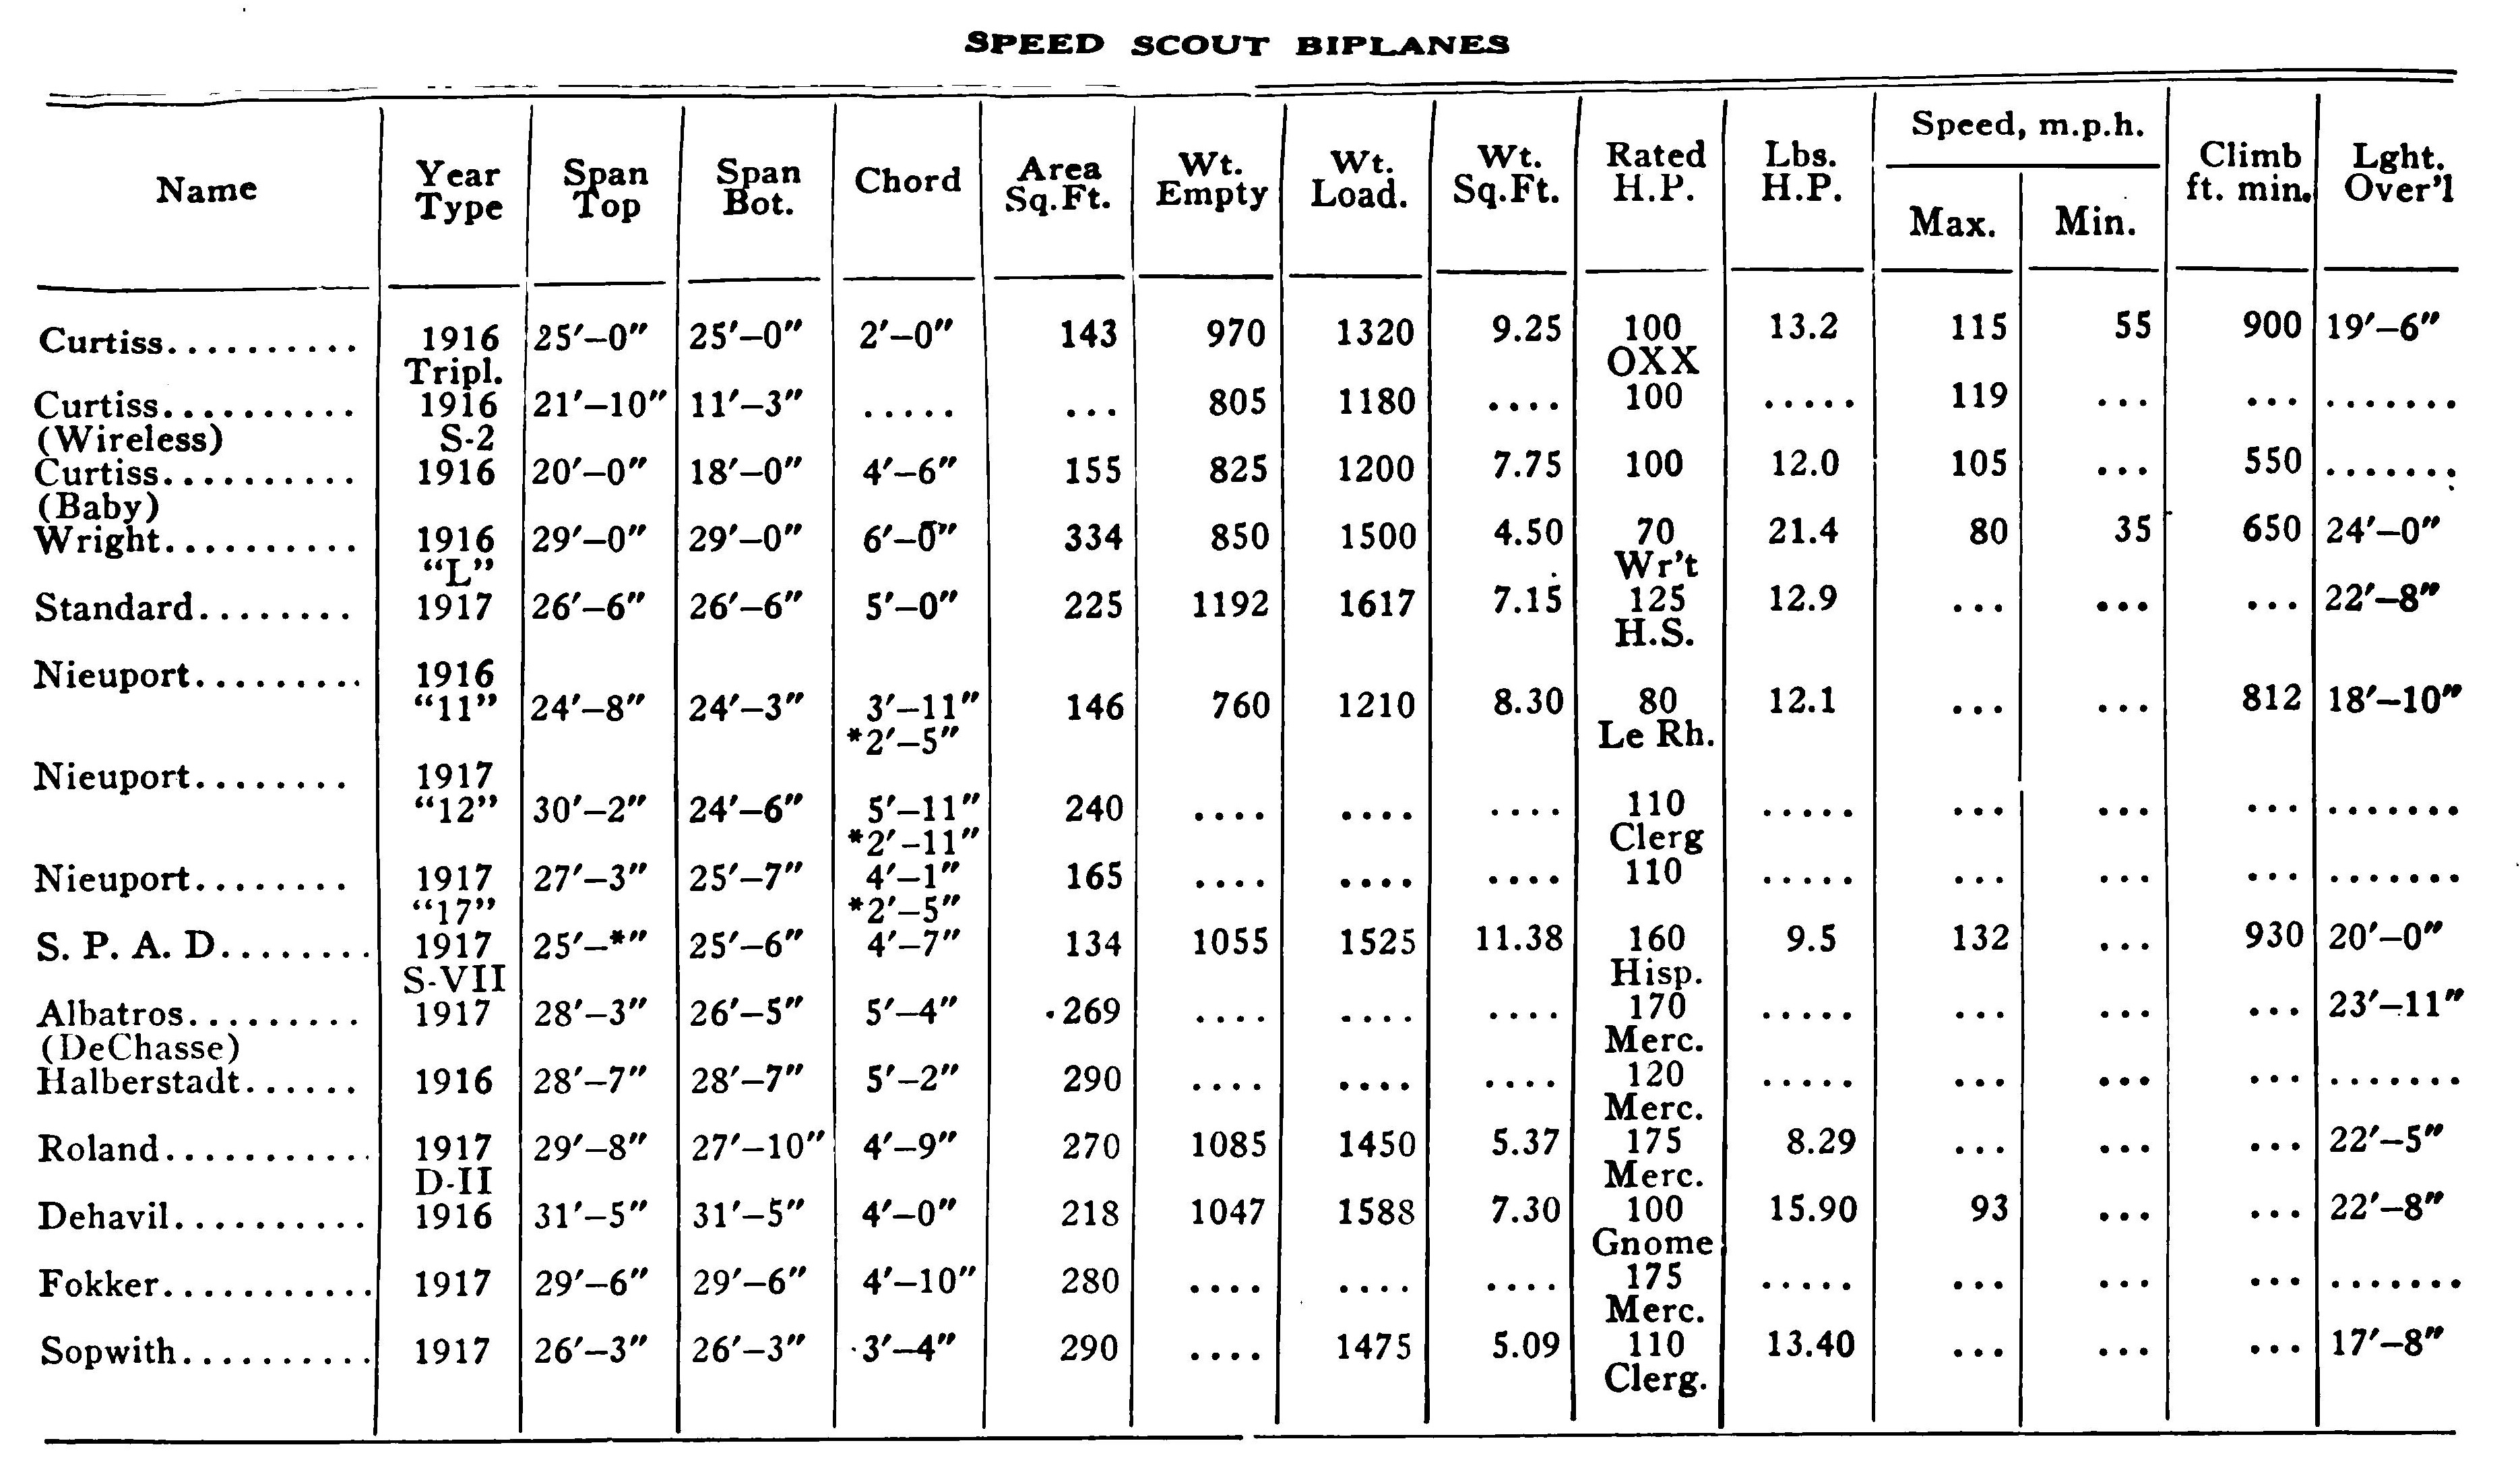 SPEED SCOUT BIPLANES
Name Year Type Span Top Span Bot. Chord Area Sq.Ft. Wt. Empty Wt. Load. Wt. Sq.Ft. Rated H.P. Lbs. H.P. Speed, m.p.h. Max. Min. Climb ft. min. Lght. Over'l
Curtiss.......... 1916 25′–0″ 25′–0″ 2′–0″ 143 970 1320 9.25 100 13.2 115 55 900 19′–6″
Tripl. OXX
Curtiss.......... 1916 21′–10″ 11′–3″ ..... ... 805 1180 .... 100 ..... 119 ... ... .......
(Wireless) S-2
Curtiss.......... 1916 20′–0″ 18′–0″ 4′–6″ 155 825 1200 7.75 100 12.0 105 ... 550 .......
(Baby)
Wright.......... 1916 29′–0″ 29′–0″ 6′–0″ 334 850 1500 4.50 70 21.4 80 35 650 24′–0″
“L” Wr't
Standard........ 1917 26′–6″ 26′–6″ 5′–0″ 225 1192 1617 7.15 125 12.9 ... ... ... 22′–8″
H.S.
Nieuport......... 1916
“11” 24′–8″ 24′–3″ 3′–11″ 146 760 1210 8.30 80 12.1 ... ... 812 18′–10″
*2′–5″ Le Rh.
Nieuport........ 1917
“12” 30′–2″ 24′–6″ 5′–11″ 240 .... .... .... 110 ..... ... ... ... .......
*2′–11″ Clerg
Nieuport........ 1917 27′–3″ 25′–7″ 4′–1″ 165 .... .... .... 110 ..... ... ... ... .......
“17” *2′–5″
S. P. A. D........ 1917 25′–*″ 25′–6″ 4′–7″ 134 1055 1525 11.38 160 9.5 132 ... 930 20′–0″
S-VII Hisp.
Albatros......... 1917 28′–3″ 26′–5″ 5′–4″ 269 .... .... .... 170 ..... ... ... ... 23′–11″
(DeChasse) Merc.
Halberstadt...... 1916 28′–7″ 28′–7″ 5′–2″ 290 .... .... .... 120 ..... ... ... ... .......
Merc.
Roland........... 1917 29′–8″ 27′–10″ 4′–9″ 270 1085 1450 5.37 175 8.29 ... ... ... 22′–5″
D-II Merc.
Dehavil.......... 1916 31′–5″ 31′–5″ 4′–0″ 218 1047 1588 7.30 100 15.90 93 ... ... 22′–8″
Gnome
Fokker........... 1917 29′–6″ 29′–6″ 4′–10″ 280 .... .... .... 175 ..... ... ... ... .......
Merc.
Sopwith.......... 1917 26′–3″ 26′–3″ 3′–4″ 290 .... 1475 5.09 110 13.40 ... ... ... 17′–8″
Clerg.